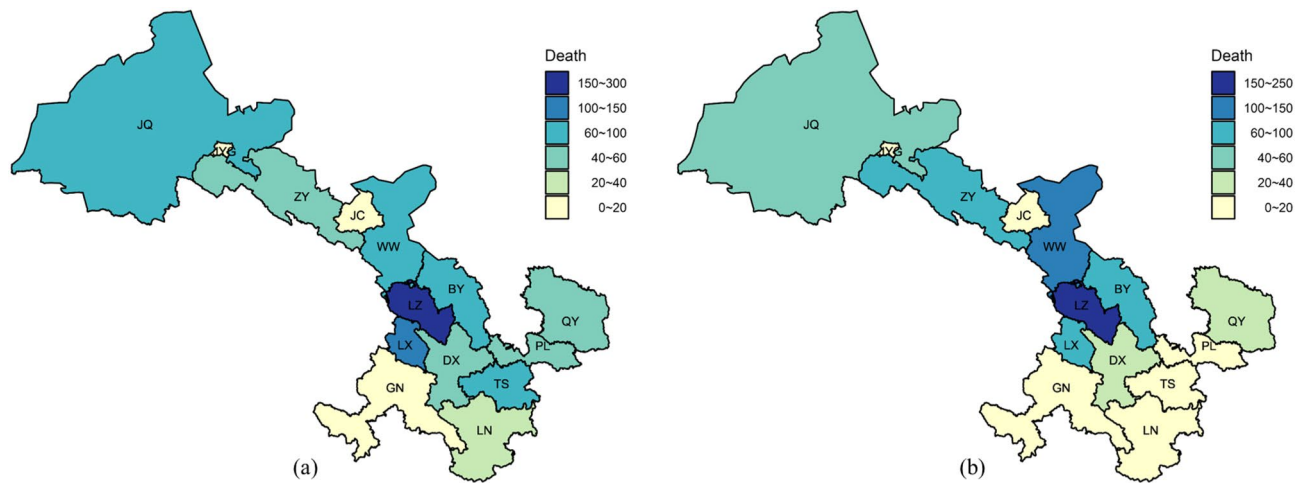 Death
150~300
100~150
60~100
40~60
20~40
0~20
JQ
JYG
ZY
JC
WW
BY
LZ
QY
LX
DX
PL
GN
TS
LN
(a)
Death
150~250
100~150
60~100
40~60
20~40
0~20
JQ
JYG
ZY
JC
WW
BY
LZ
QY
LX
DX
PL
GN
TS
LN
(b)